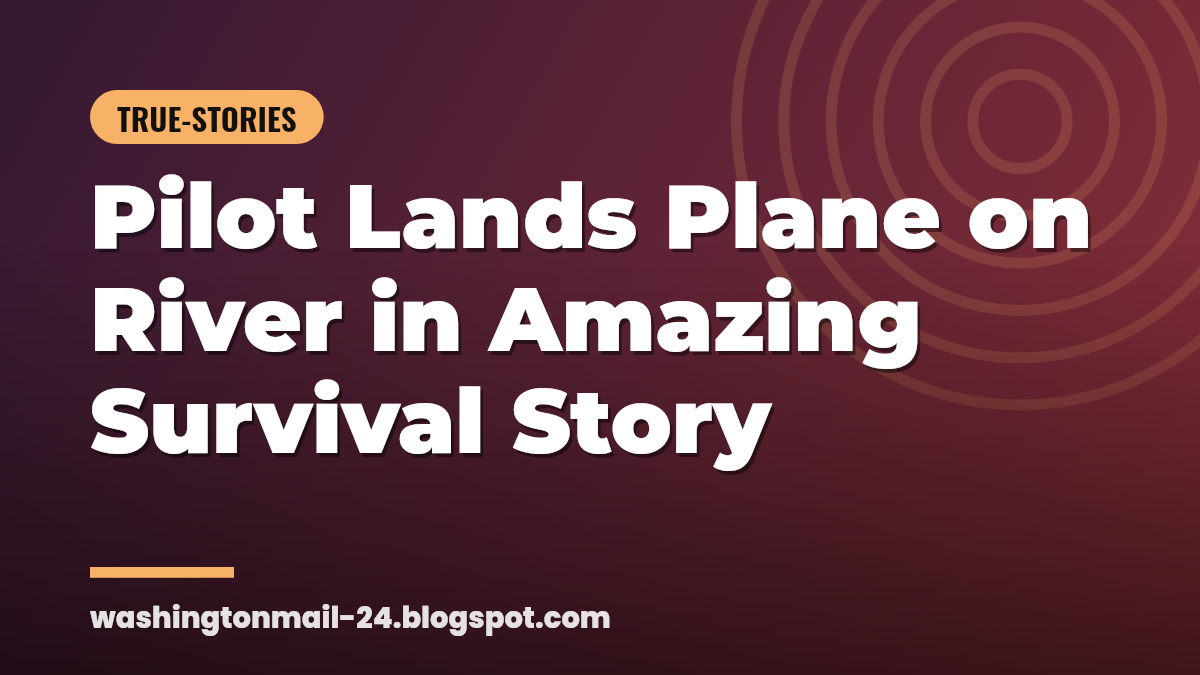 TRUE-STORIES
Pilot Lands Plane on
River in Amazing
Survival Story
washingtonmail-24.blogspot.com